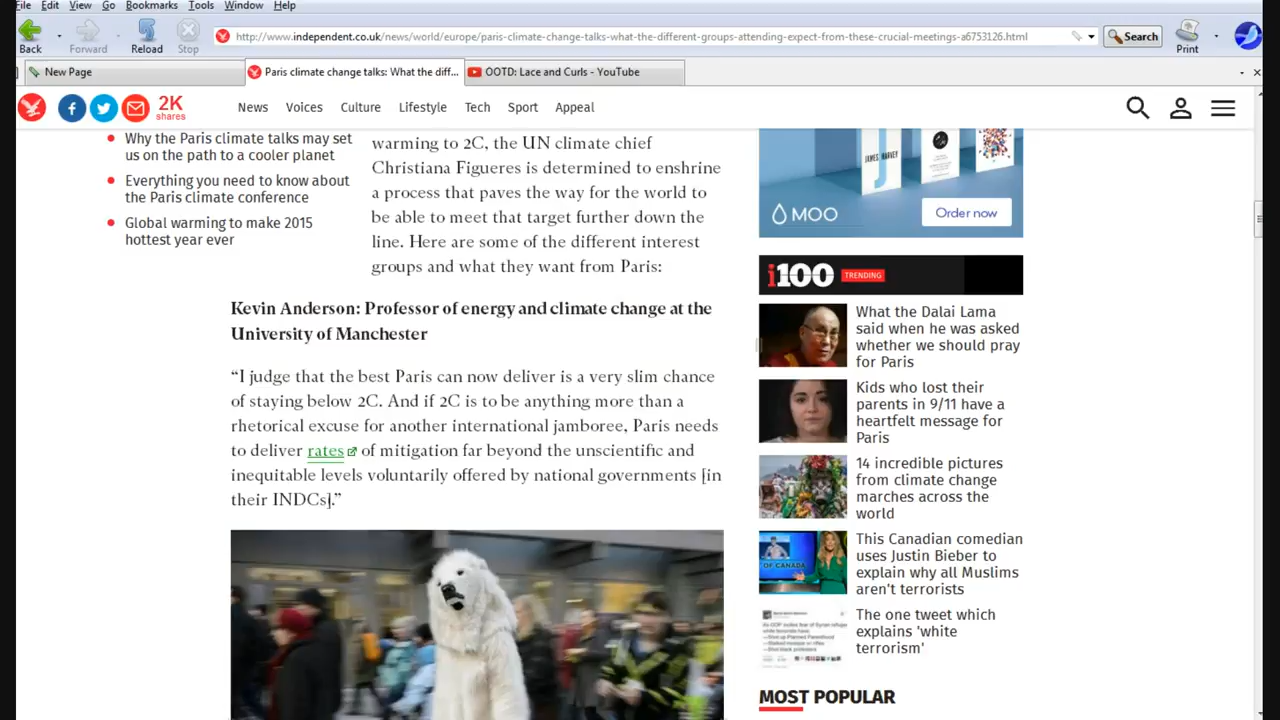 File Edit View Go Bookmarks Tools Window Help
Back Forward Reload Stop
http://www.independent.co.uk/news/world/europe/paris-climate-change-talks-what-the-different-groups-attending-expect-from-these-crucial-meetings-a6753126.html
Search
Print
New Page
Paris climate change talks: What the diff...
OOTD: Lace and Curls - YouTube
2K
shares
News Voices Culture Lifestyle Tech Sport Appeal
Why the Paris climate talks may set
us on the path to a cooler planet
Everything you need to know about
the Paris climate conference
Global warming to make 2015
hottest year ever
warming to 2C, the UN climate chief
Christiana Figueres is determined to enshrine
a process that paves the way for the world to
be able to meet that target further down the
line. Here are some of the different interest
groups and what they want from Paris:
Kevin Anderson: Professor of energy and climate change at the
University of Manchester
“I judge that the best Paris can now deliver is a very slim chance
of staying below 2C. And if 2C is to be anything more than a
rhetorical excuse for another international jamboree, Paris needs
to deliver rates of mitigation far beyond the unscientific and
inequitable levels voluntarily offered by national governments [in
their INDCs].”
JAMES HARVEY
MOO
Order now
i100 TRENDING
What the Dalai Lama
said when he was asked
whether we should pray
for Paris
Kids who lost their
parents in 9/11 have a
heartfelt message for
Paris
14 incredible pictures
from climate change
marches across the
world
OF CANADA
This Canadian comedian
uses Justin Bieber to
explain why all Muslims
aren't terrorists
The one tweet which
explains 'white
terrorism'
MOST POPULAR